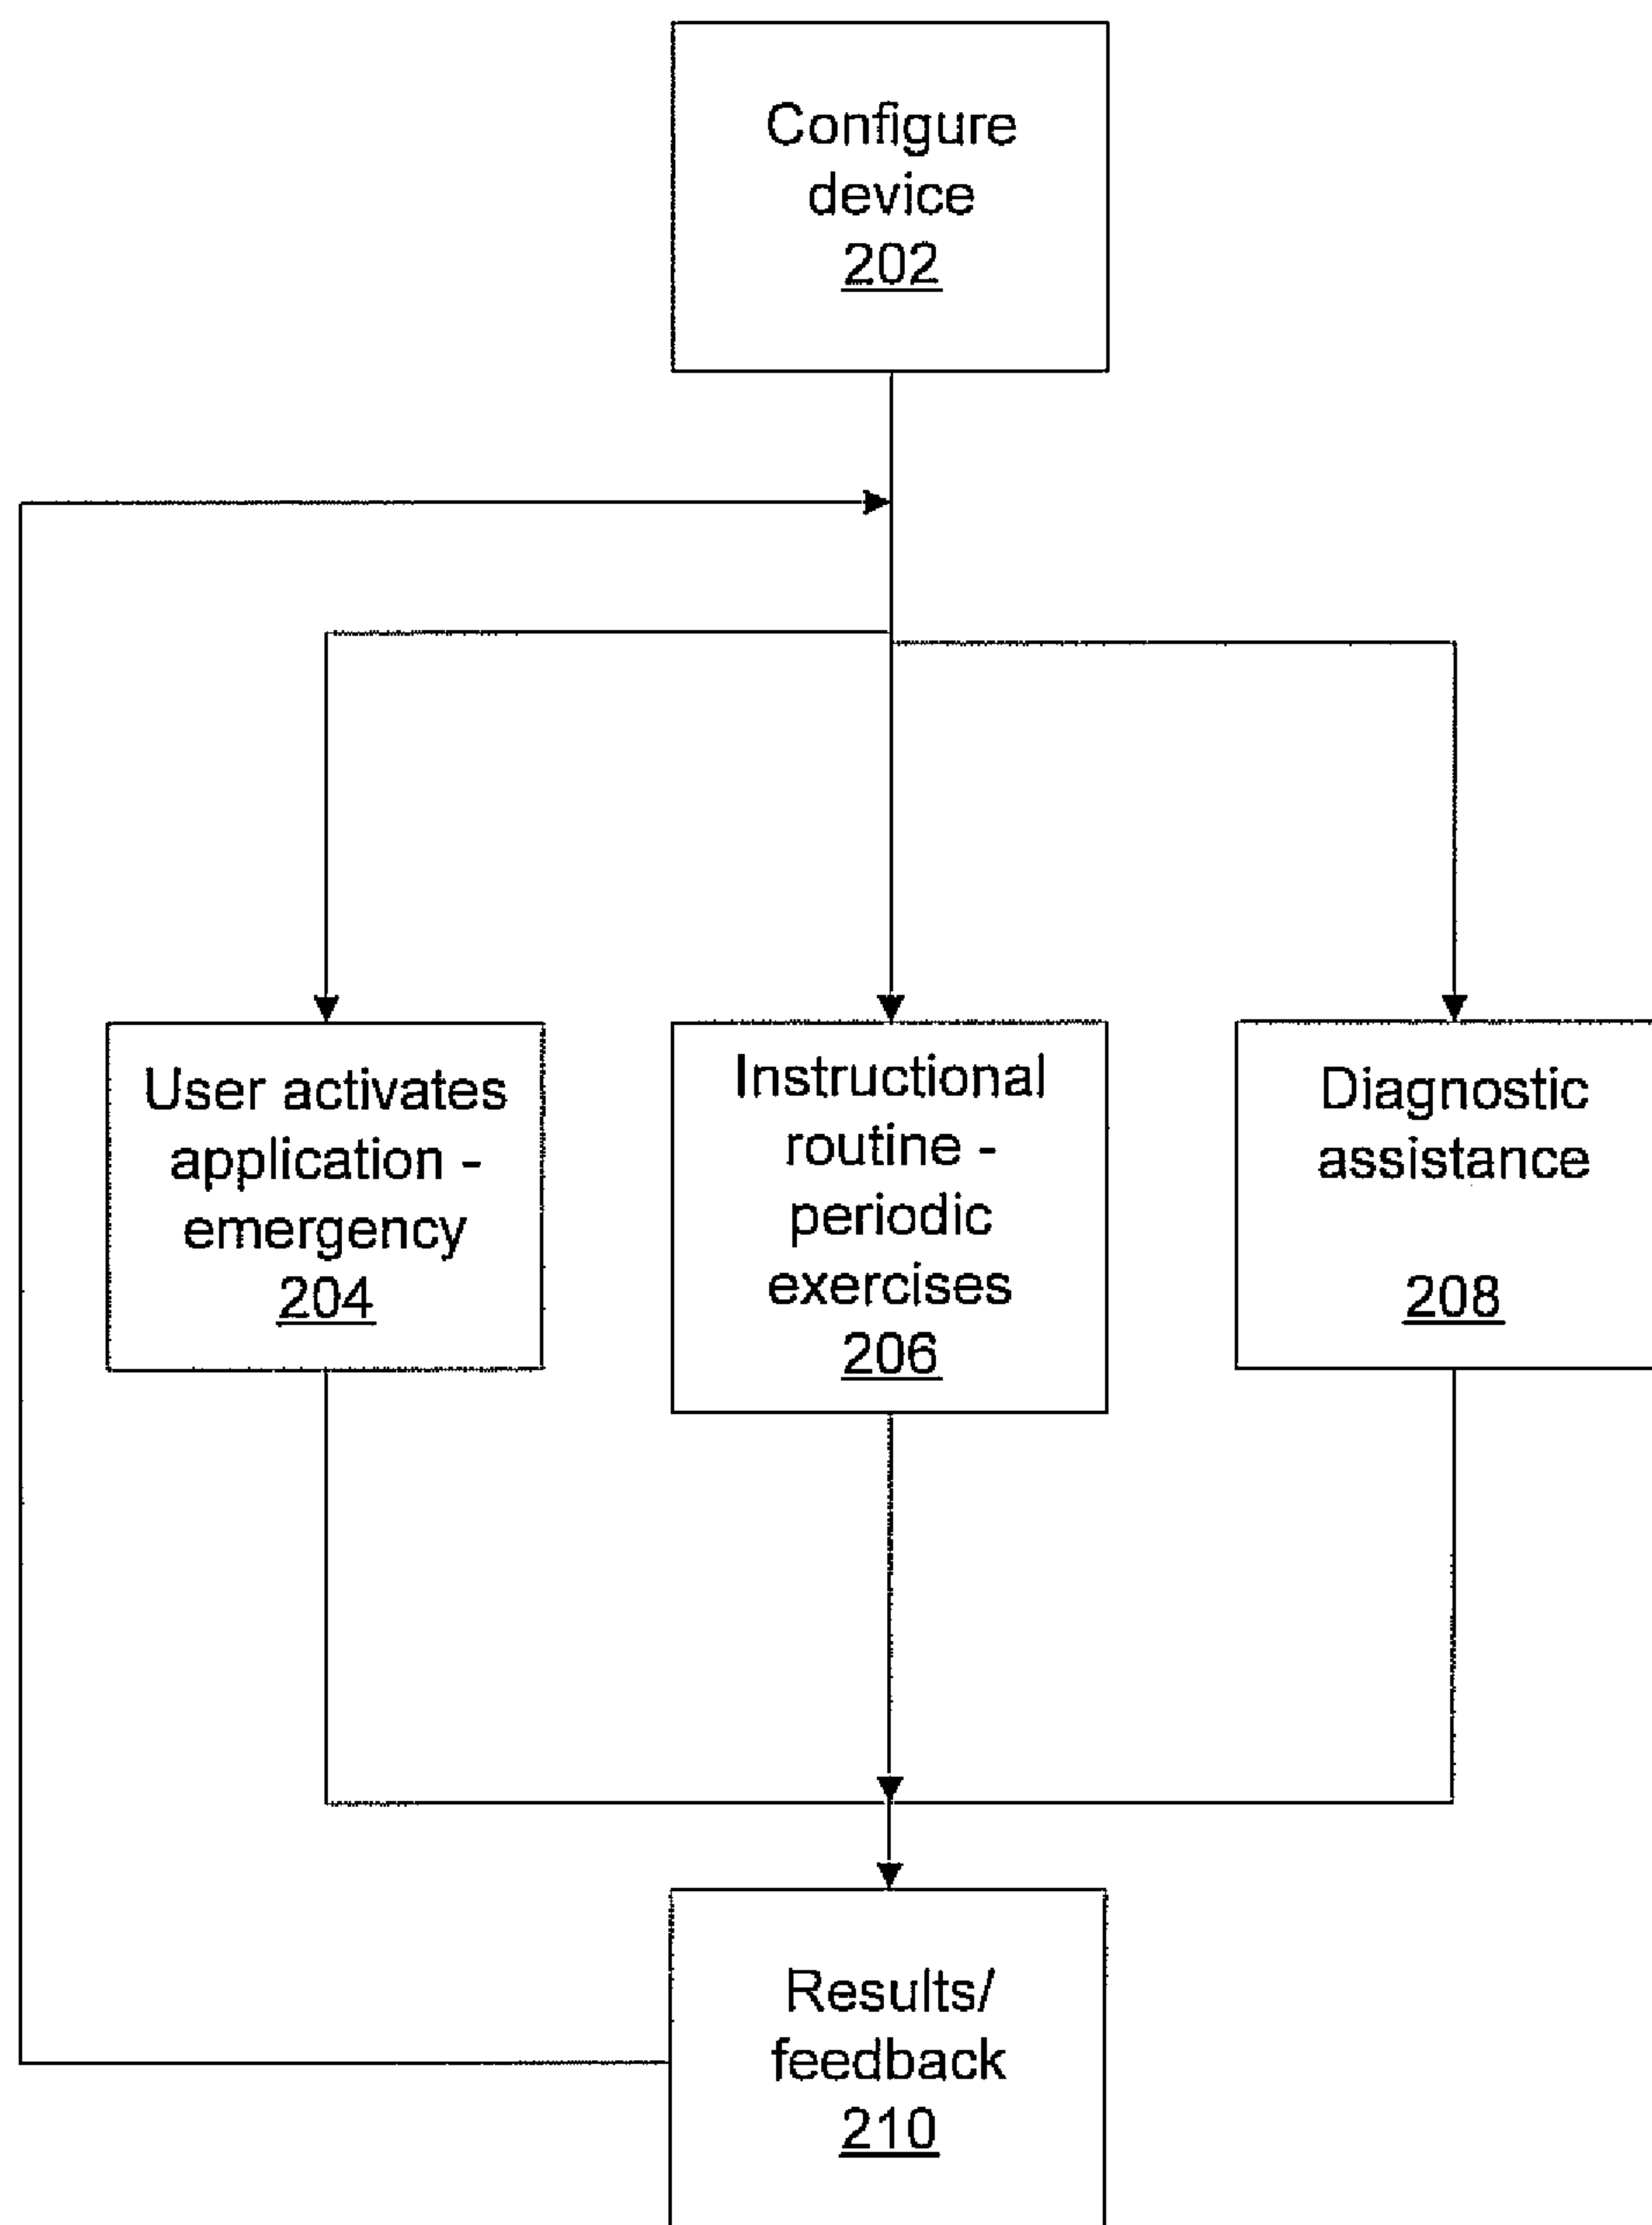 Configure
device
202
User activates
application -
emergency
204
Instructional
routine -
periodic
exercises
206
Diagnostic
assistance
208
Results/
feedback
210